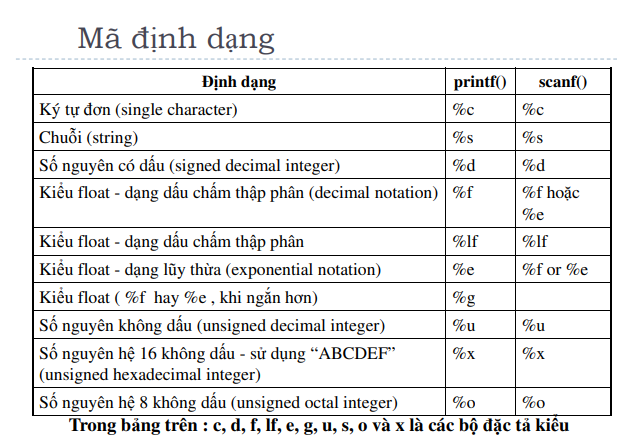 Mã định dạng
Định dạng printf() scanf()
Ký tự đơn (single character) %c %c
Chuỗi (string) %s %s
Số nguyên có dấu (signed decimal integer) %d %d
Kiểu float - dạng dấu chấm thập phân (decimal notation) %f %f hoặc
%e
Kiểu float - dạng dấu chấm thập phân %lf %lf
Kiểu float - dạng lũy thừa (exponential notation) %e %f or %e
Kiểu float ( %f hay %e , khi ngắn hơn) %g
Số nguyên không dấu (unsigned decimal integer) %u %u
Số nguyên hệ 16 không dấu - sử dụng “ABCDEF” %x %x
(unsigned hexadecimal integer)
Số nguyên hệ 8 không dấu (unsigned octal integer) %o %o
Trong bảng trên : c, d, f, lf, e, g, u, s, o và x là các bộ đặc tả kiểu